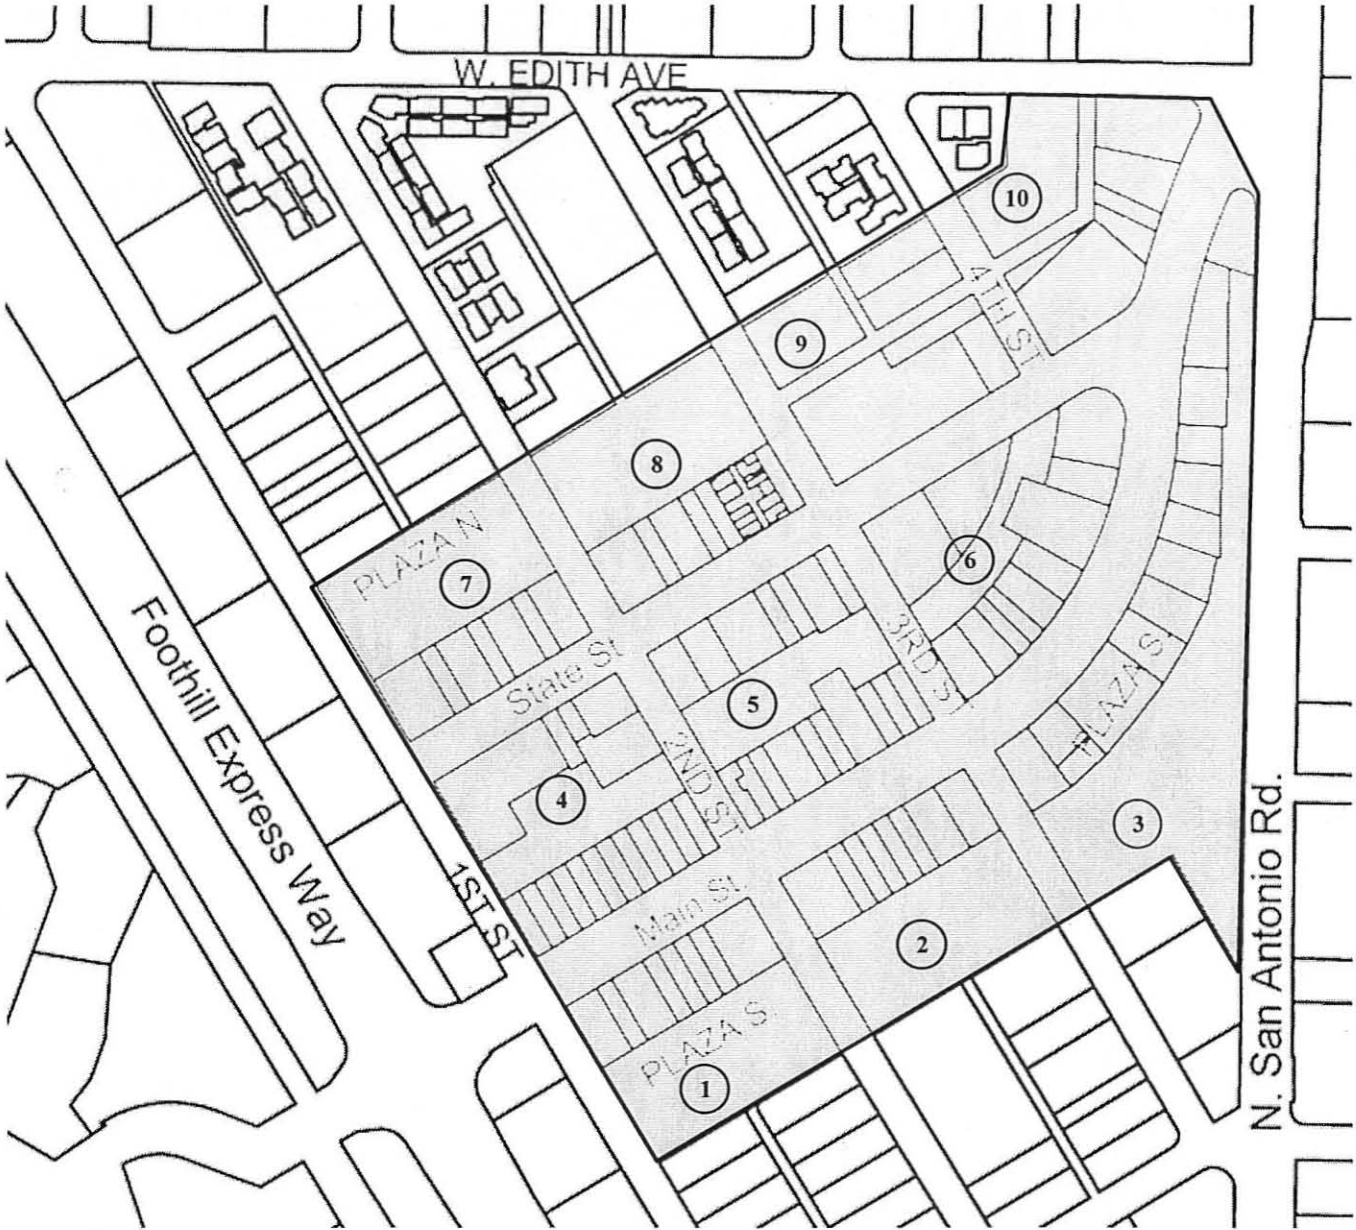 W. EDITH AVE
10
4TH ST
9
8
PLAZA N
7
6
Foothill Express Way
State St
3RD ST
5
PLAZA S.
2ND ST
4
3
1ST ST
Main St
2
N. San Antonio Rd.
PLAZA S
1